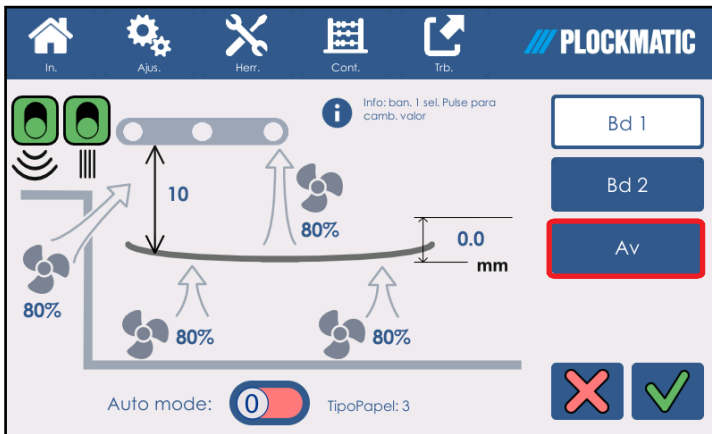 In.
Ajus.
Herr.
Cont.
Trb.
PLOCKMATIC
Info: ban. 1 sel. Pulse para
camb. valor
Bd 1
Bd 2
Av
10
80%
0.0
mm
80%
80%
80%
Auto mode:
0
TipoPapel: 3